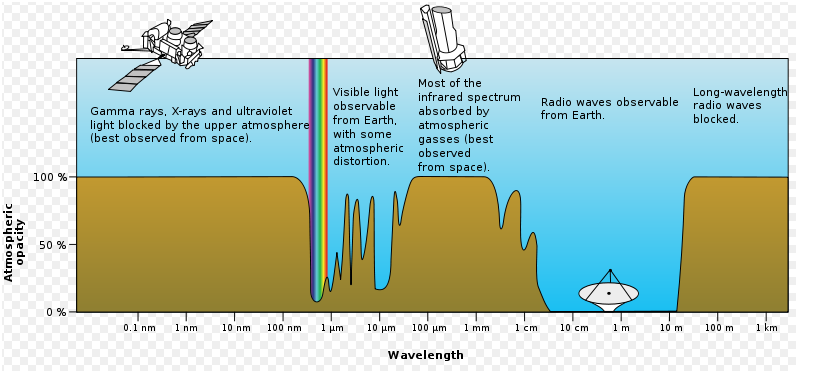 Gamma rays, X-rays and ultraviolet
light blocked by the upper atmosphere
(best observed from space).
Visible light
observable
from Earth,
with some
atmospheric
distortion.
Most of the
infrared spectrum
absorbed by
atmospheric
gasses (best
observed
from space).
Radio waves observable
from Earth.
Long-wavelength
radio waves
blocked.
Atmospheric
opacity
100 %
50 %
0 %
0.1 nm
1 nm
10 nm
100 nm
1 μm
10 μm
100 μm
1 mm
1 cm
10 cm
1 m
10 m
100 m
1 km
Wavelength